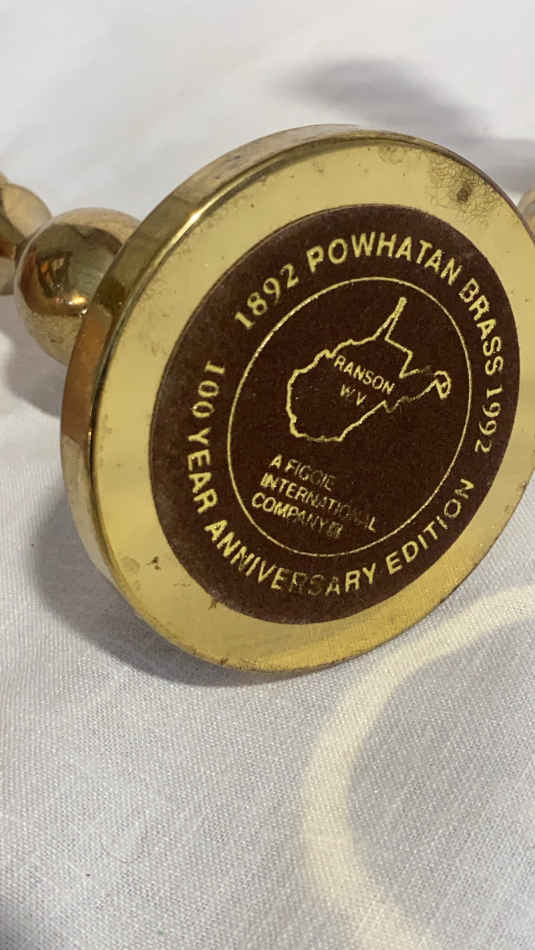 1892 POWHATAN BRASS 1992
100 YEAR ANNIVERSARY EDITION
RANSON
W V
A FIGGIE
INTERNATIONAL
COMPANY